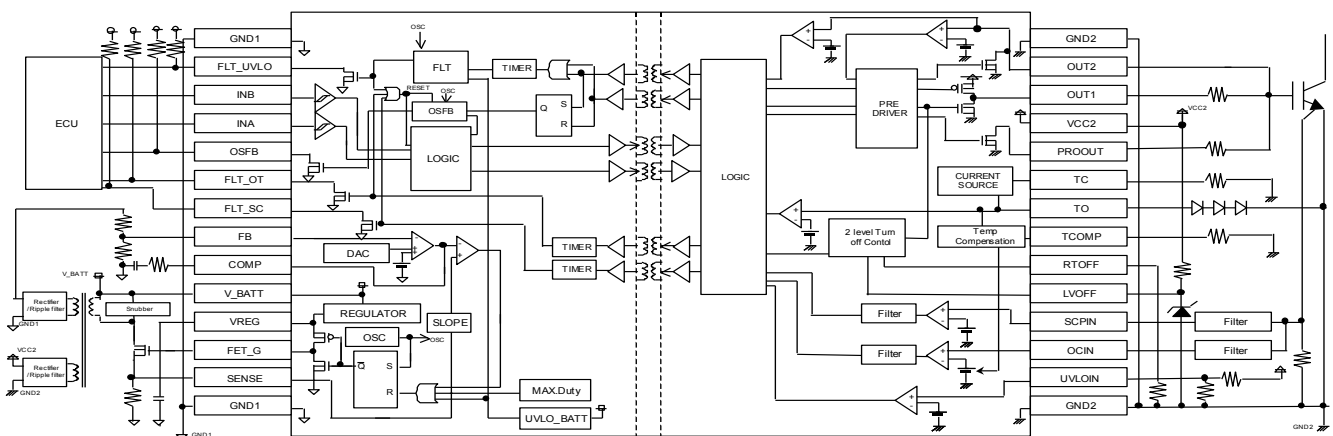 ECU
V_BATT
Rectifier
/Ripple filter
GND1
Snubber
VCC2
Rectifier
/Ripple filter
GND2
GND1
GND1
FLT_UVLO
INB
INA
OSFB
FLT_OT
FLT_SC
FB
COMP
V_BATT
VREG
FET_G
SENSE
GND1
OSC
FLT
TIMER
RESET
OSC
OSFB
LOGIC
Q
S
R
DAC
+
-
-
+
TIMER
TIMER
REGULATOR
SLOPE
OSC
OSC
Q
S
R
MAX.Duty
UVLO_BATT
LOGIC
+
-
+
-
PRE
DRIVER
CURRENT
SOURCE
+
-
2 level Turn
off Contol
Temp
Compensation
Filter
+
-
Filter
+
-
+
-
GND2
OUT2
OUT1
VCC2
PROOUT
TC
TO
TCOMP
RTOFF
LVOFF
SCPIN
OCIN
UVLOIN
GND2
VCC2
Filter
Filter
GND2